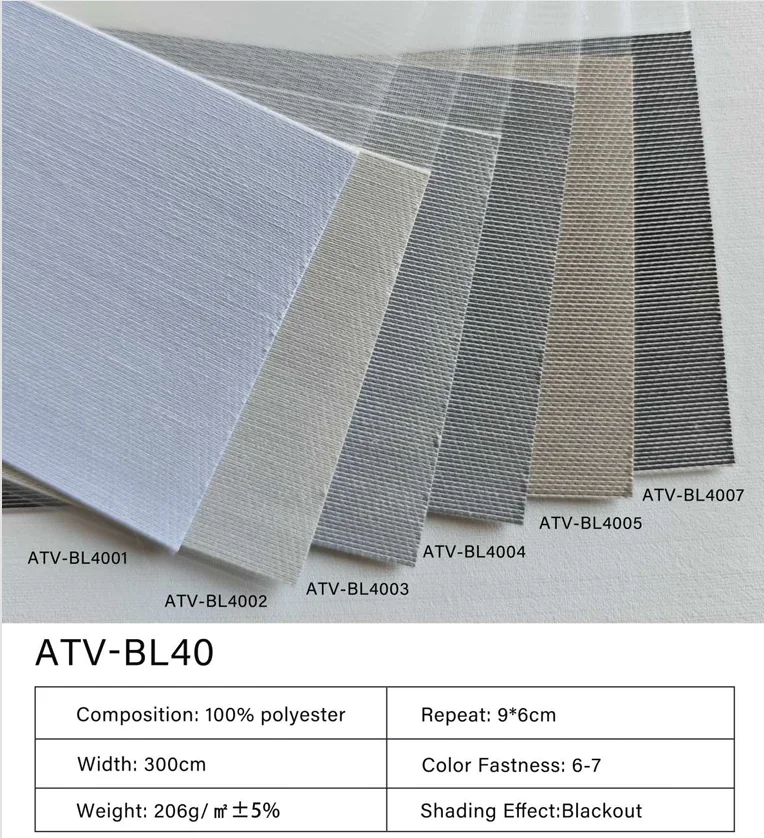 ATV-BL4007
ATV-BL4005
ATV-BL4004
ATV-BL4001
ATV-BL4003
ATV-BL4002
ATV-BL40
Composition: 100% polyester
Repeat: 9*6cm
Width: 300cm
Color Fastness: 6-7
Weight: 206g/㎡±5%
Shading Effect:Blackout